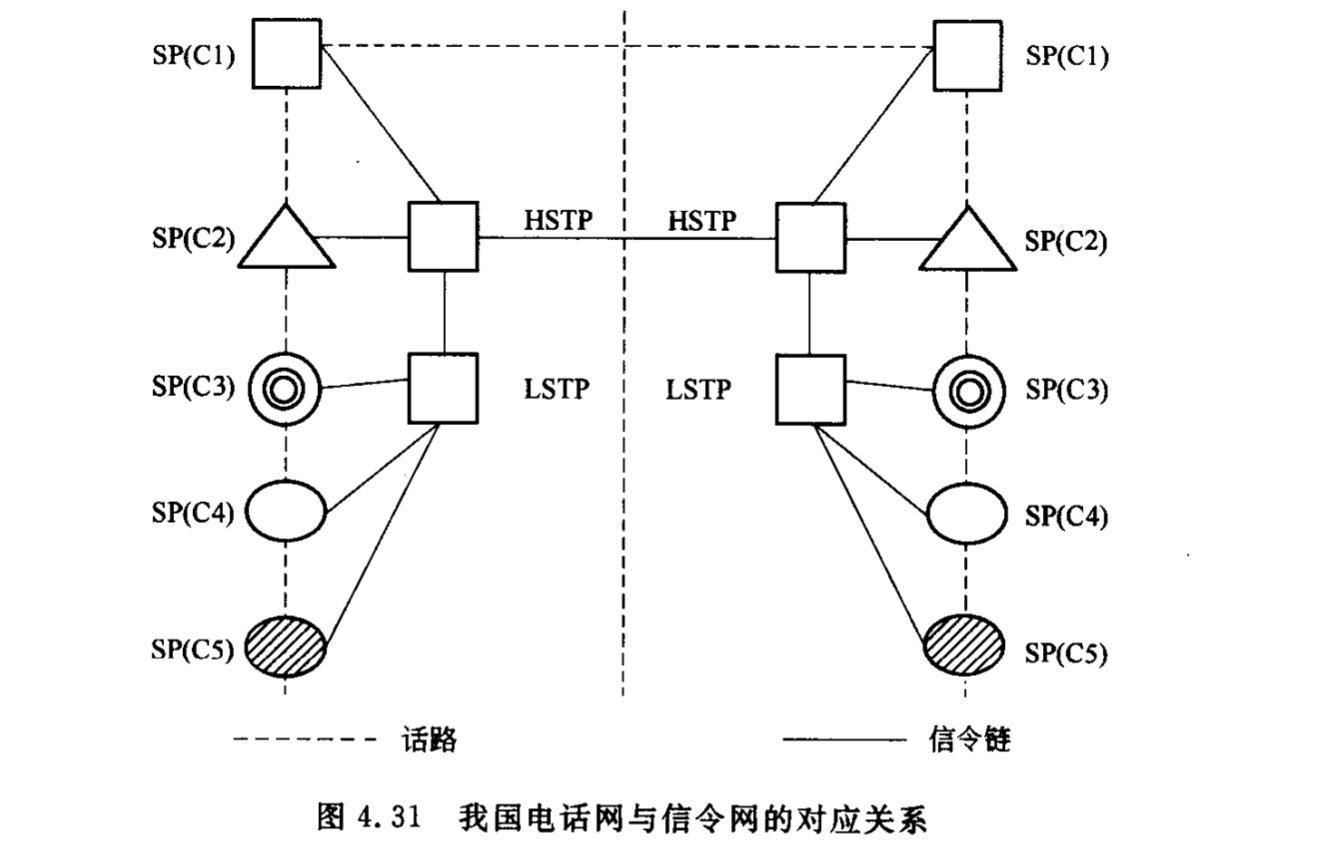 SP(C1) SP(C1)
SP(C2) HSTP HSTP SP(C2)
SP(C3) LSTP LSTP SP(C3)
SP(C4) SP(C4)
SP(C5) SP(C5)
话路 信令链
图 4.31 我国电话网与信令网的对应关系